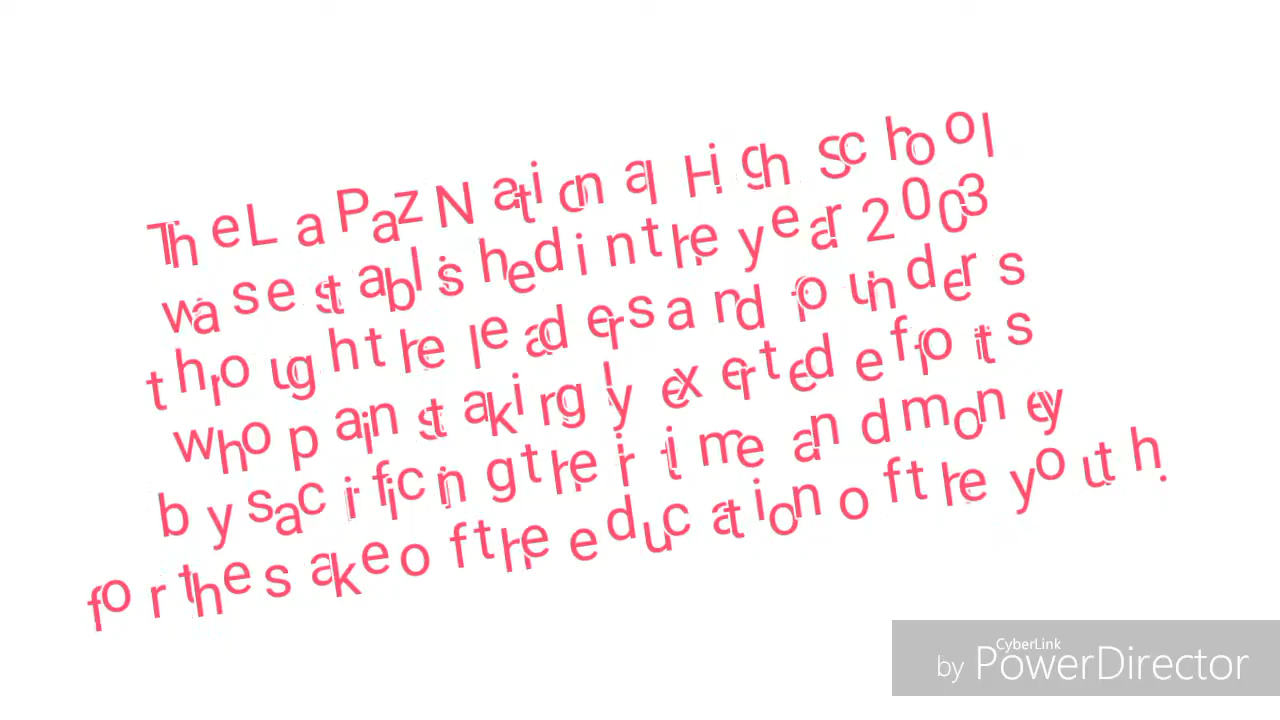 The La Paz National High School
was established in the year 2003
through the leaders and founders
who painstakingly exerted efforts
by sacrificing their time and money
for the sake of the education of the youth.
CyberLink
by PowerDirector